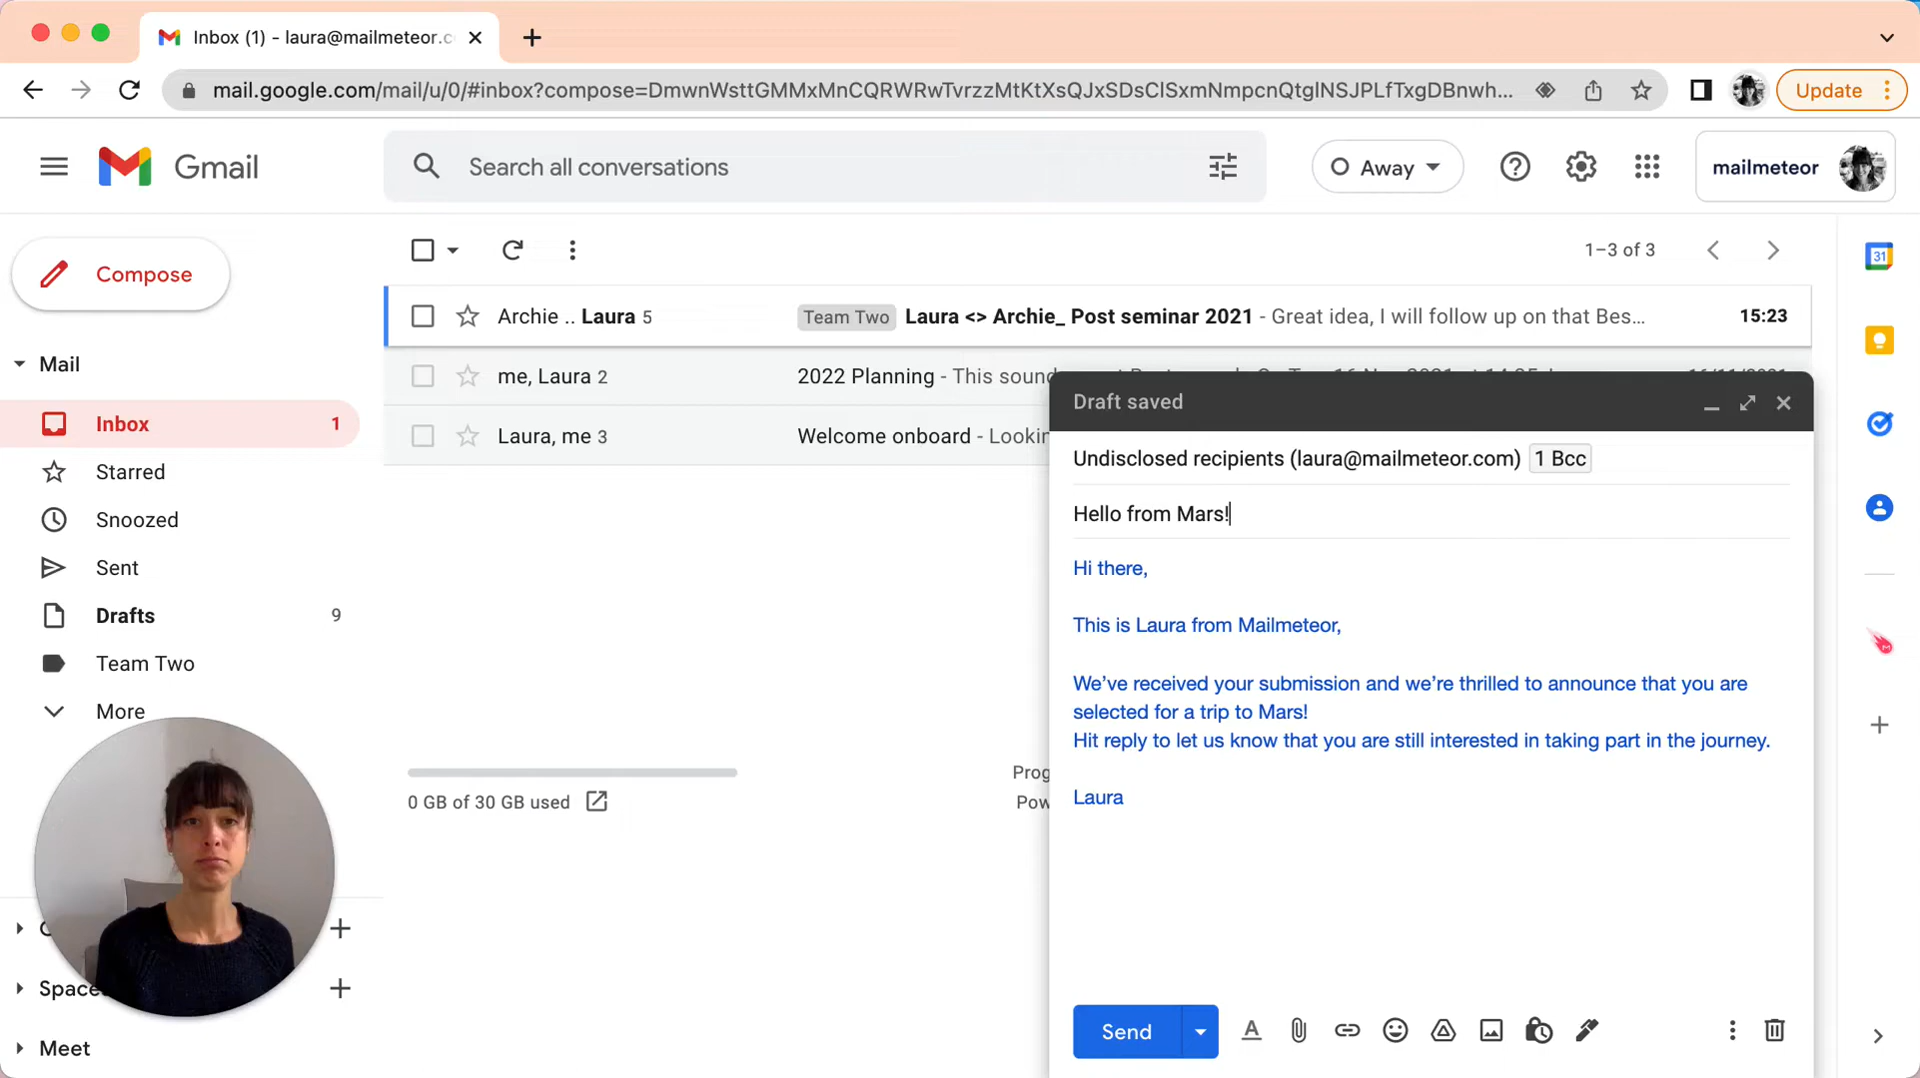 Inbox (1) - laura@mailmeteor.c
mail.google.com/mail/u/0/#inbox?compose=DmwnWsttGMMxMnCQRWRwTvrzzMtKtXsQJxSDsClSxmNmpcnQtglNSJPLfTxgDBnwh...
Update
Gmail
Search all conversations
Away
mailmeteor
Compose
1–3 of 3
31
Archie .. Laura 5
Team Two
Laura <> Archie_ Post seminar 2021 - Great idea, I will follow up on that Bes...
15:23
me, Laura 2
2022 Planning - This sound
Laura, me 3
Welcome onboard - Lookin
Mail
Inbox 1
Starred
Snoozed
Sent
Drafts 9
Team Two
More
Meet
0 GB of 30 GB used
Draft saved
Undisclosed recipients (laura@mailmeteor.com) 1 Bcc
Hello from Mars!
Hi there,
This is Laura from Mailmeteor,
We’ve received your submission and we’re thrilled to announce that you are
selected for a trip to Mars!
Hit reply to let us know that you are still interested in taking part in the journey.
Laura
Send